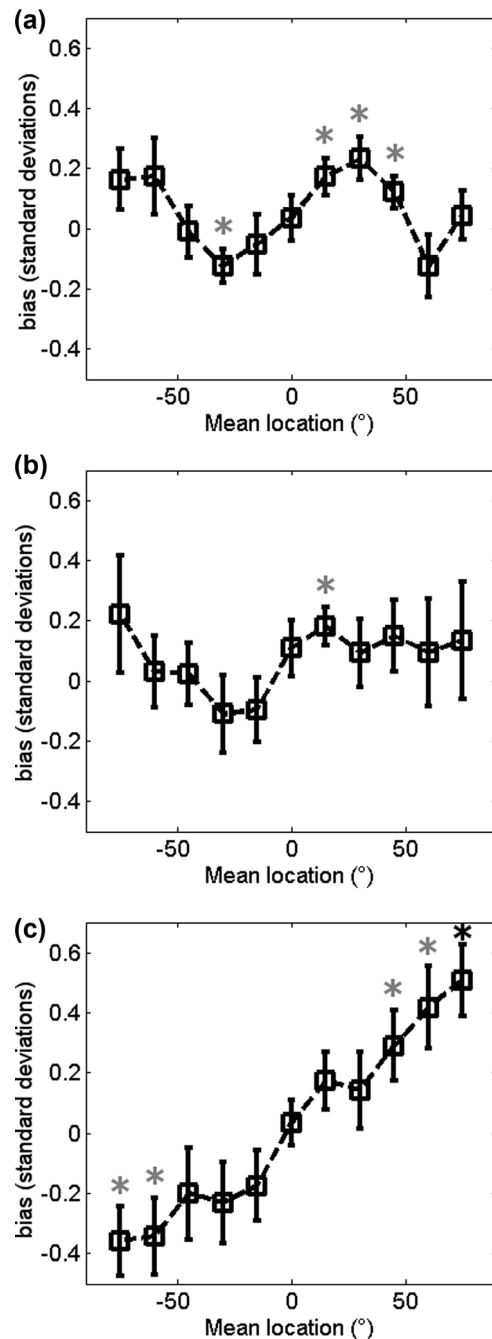 (a)
0.6
0.4
0.2
0
-0.2
-0.4
bias (standard deviations)
* * * *
-50 0 50
Mean location (°)
(b)
0.6
0.4
0.2
0
-0.2
-0.4
bias (standard deviations)
*
-50 0 50
Mean location (°)
(c)
0.6
0.4
0.2
0
-0.2
-0.4
bias (standard deviations)
* * * * *
-50 0 50
Mean location (°)